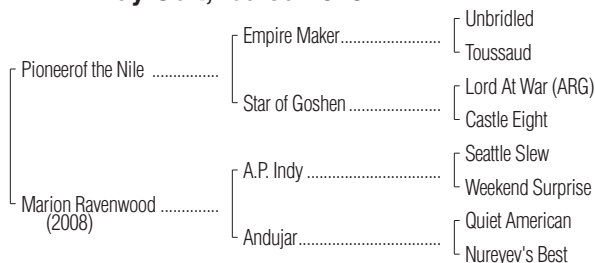 Unbridled
Empire Maker
Toussaud
Pioneerof the Nile
Lord At War (ARG)
Star of Goshen
Castle Eight
Seattle Slew
A.P. Indy
Weekend Surprise
Marion Ravenwood
(2008)
Quiet American
Andujar
Nureyev's Best